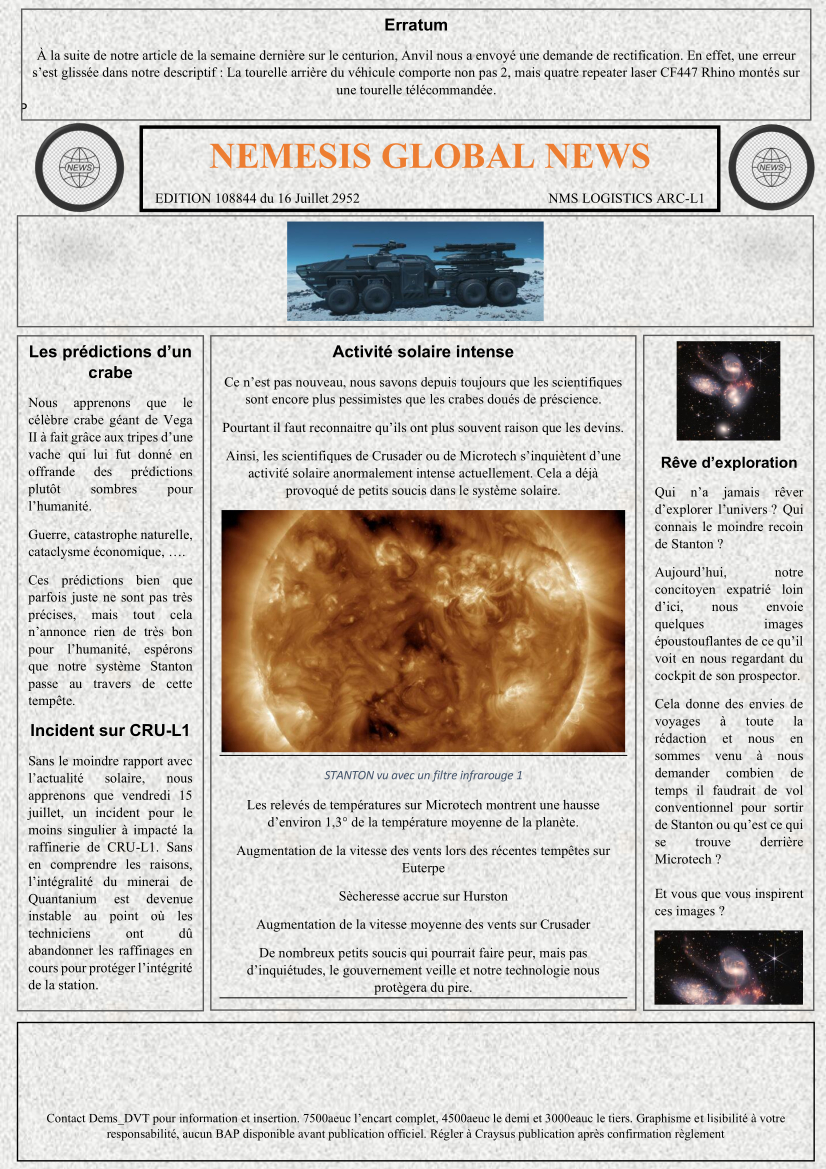 Erratum
À la suite de notre article de la semaine dernière sur le centurion, Anvil nous a envoyé une demande de rectification. En effet, une erreur
s’est glissée dans notre descriptif : La tourelle arrière du véhicule comporte non pas 2, mais quatre repeater laser CF447 Rhino montés sur
une tourelle télécommandée.
NEWS
NEMESIS GLOBAL NEWS
NEWS
EDITION 108844 du 16 Juillet 2952 NMS LOGISTICS ARC-L1
Les prédictions d’un
crabe
Nous apprenons que le
célèbre crabe géant de Vega
II à fait grâce aux tripes d’une
vache qui lui fut donné en
offrande des prédictions
plutôt sombres pour
l’humanité.
Guerre, catastrophe naturelle,
cataclysme économique, ….
Ces prédictions bien que
parfois juste ne sont pas très
précises, mais tout cela
n’annonce rien de très bon
pour l’humanité, espérons
que notre système Stanton
passe au travers de cette
tempête.
Incident sur CRU-L1
Sans le moindre rapport avec
l’actualité solaire, nous
apprenons que vendredi 15
juillet, un incident pour le
moins singulier à impacté la
raffinerie de CRU-L1. Sans
en comprendre les raisons,
l’intégralité du minerai de
Quantanium est devenue
instable au point où les
techniciens ont dû
abandonner les raffinages en
cours pour protéger l’intégrité
de la station.
Activité solaire intense
Ce n’est pas nouveau, nous savons depuis toujours que les scientifiques
sont encore plus pessimistes que les crabes doués de préscience.
Pourtant il faut reconnaitre qu’ils ont plus souvent raison que les devins.
Ainsi, les scientifiques de Crusader ou de Microtech s’inquiètent d’une
activité solaire anormalement intense actuellement. Cela a déjà
provoqué de petits soucis dans le système solaire.
STANTON vu avec un filtre infrarouge 1
Les relevés de températures sur Microtech montrent une hausse
d’environ 1,3° de la température moyenne de la planète.
Augmentation de la vitesse des vents lors des récentes tempêtes sur
Euterpe
Sècheresse accrue sur Hurston
Augmentation de la vitesse moyenne des vents sur Crusader
De nombreux petits soucis qui pourrait faire peur, mais pas
d’inquiétudes, le gouvernement veille et notre technologie nous
protègera du pire.
Rêve d’exploration
Qui n’a jamais rêver
d’explorer l’univers ? Qui
connais le moindre recoin
de Stanton ?
Aujourd’hui, notre
concitoyen expatrié loin
d’ici, nous envoie
quelques images
époustouflantes de ce qu’il
voit en nous regardant du
cockpit de son prospector.
Cela donne des envies de
voyages à toute la
rédaction et nous en
sommes venu à nous
demander combien de
temps il faudrait de vol
conventionnel pour sortir
de Stanton ou qu’est ce qui
se trouve derrière
Microtech ?
Et vous que vous inspirent
ces images ?
Contact Dems_DVT pour information et insertion. 7500aeuc l’encart complet, 4500aeuc le demi et 3000eauc le tiers. Graphisme et lisibilité à votre
responsabilité, aucun BAP disponible avant publication officiel. Régler à Craysus publication après confirmation règlement